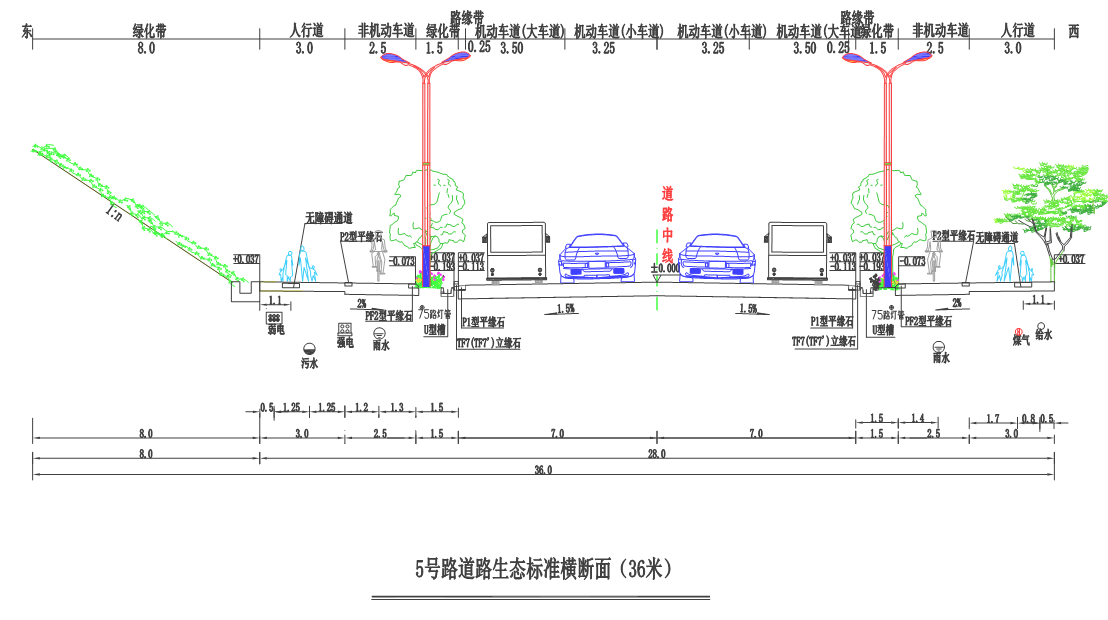 东 绿化带 人行道 非机动车道 绿化带 路缘带 机动车道(大车道) 机动车道(小车道) 机动车道(小车道) 机动车道(大车道) 路缘带 绿化带 非机动车道 人行道 西
8.0 3.0 2.5 1.5 0.25 3.50 3.25 3.25 3.50 0.25 1.5 2.5 3.0
1:n
道路中线
无障碍通道 P2型平缘石 P2型平缘石 无障碍通道
+0.037 -0.073 +0.037 +0.037 ±0.000 +0.037 +0.037 -0.073 +0.037
-0.193 -0.113 -0.113 -0.193
1.1 2% 1.5% 1.5% 2% 1.1
PF2型平缘石 75路灯管 P1型平缘石 P1型平缘石 75路灯管 PF2型平缘石
弱电 强电 雨水 U型槽 TF7(TF7')立缘石 TF7(TF7')立缘石 U型槽 雨水 煤气 给水
污水
0.5 1.25 1.25 1.2 1.3 1.5 1.5 1.4 1.7 0.8 0.5
8.0 3.0 2.5 1.5 7.0 7.0 1.5 2.5 3.0
8.0 28.0
36.0
5号路道路生态标准横断面（36米）